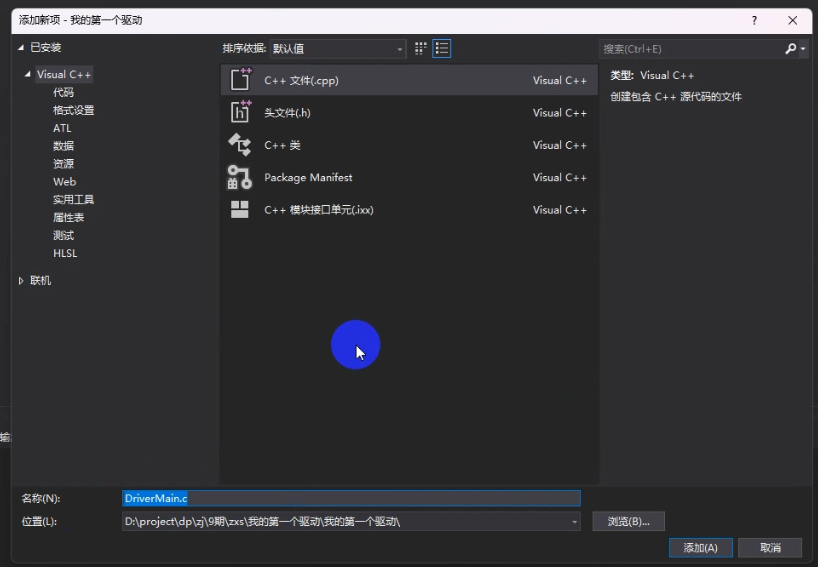 添加新项 - 我的第一个驱动
?
已安装
排序依据: 默认值
搜索(Ctrl+E)
Visual C++
代码
格式设置
ATL
数据
资源
Web
实用工具
属性表
测试
HLSL
联机
C++ 文件(.cpp) Visual C++
头文件(.h) Visual C++
C++ 类 Visual C++
Package Manifest Visual C++
C++ 模块接口单元(.ixx) Visual C++
类型: Visual C++
创建包含 C++ 源代码的文件
输
名称(N): DriverMain.c
位置(L): D:\project\dp\zj\9期\zxs\我的第一个驱动\我的第一个驱动\
浏览(B)...
添加(A)
取消